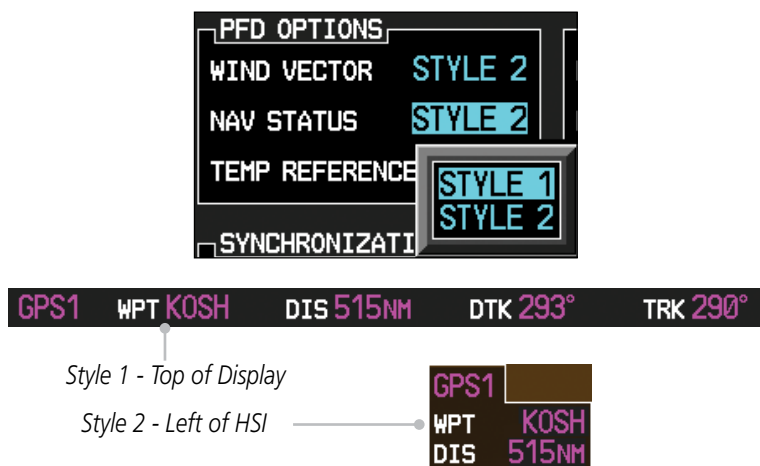 PFD OPTIONS
WIND VECTOR STYLE 2
NAV STATUS STYLE 2
TEMP REFERENCE
STYLE 1
STYLE 2
SYNCHRONIZATI
GPS1 WPT KOSH DIS 515NM DTK 293° TRK 290°
Style 1 - Top of Display
Style 2 - Left of HSI
GPS1
WPT KOSH
DIS 515NM